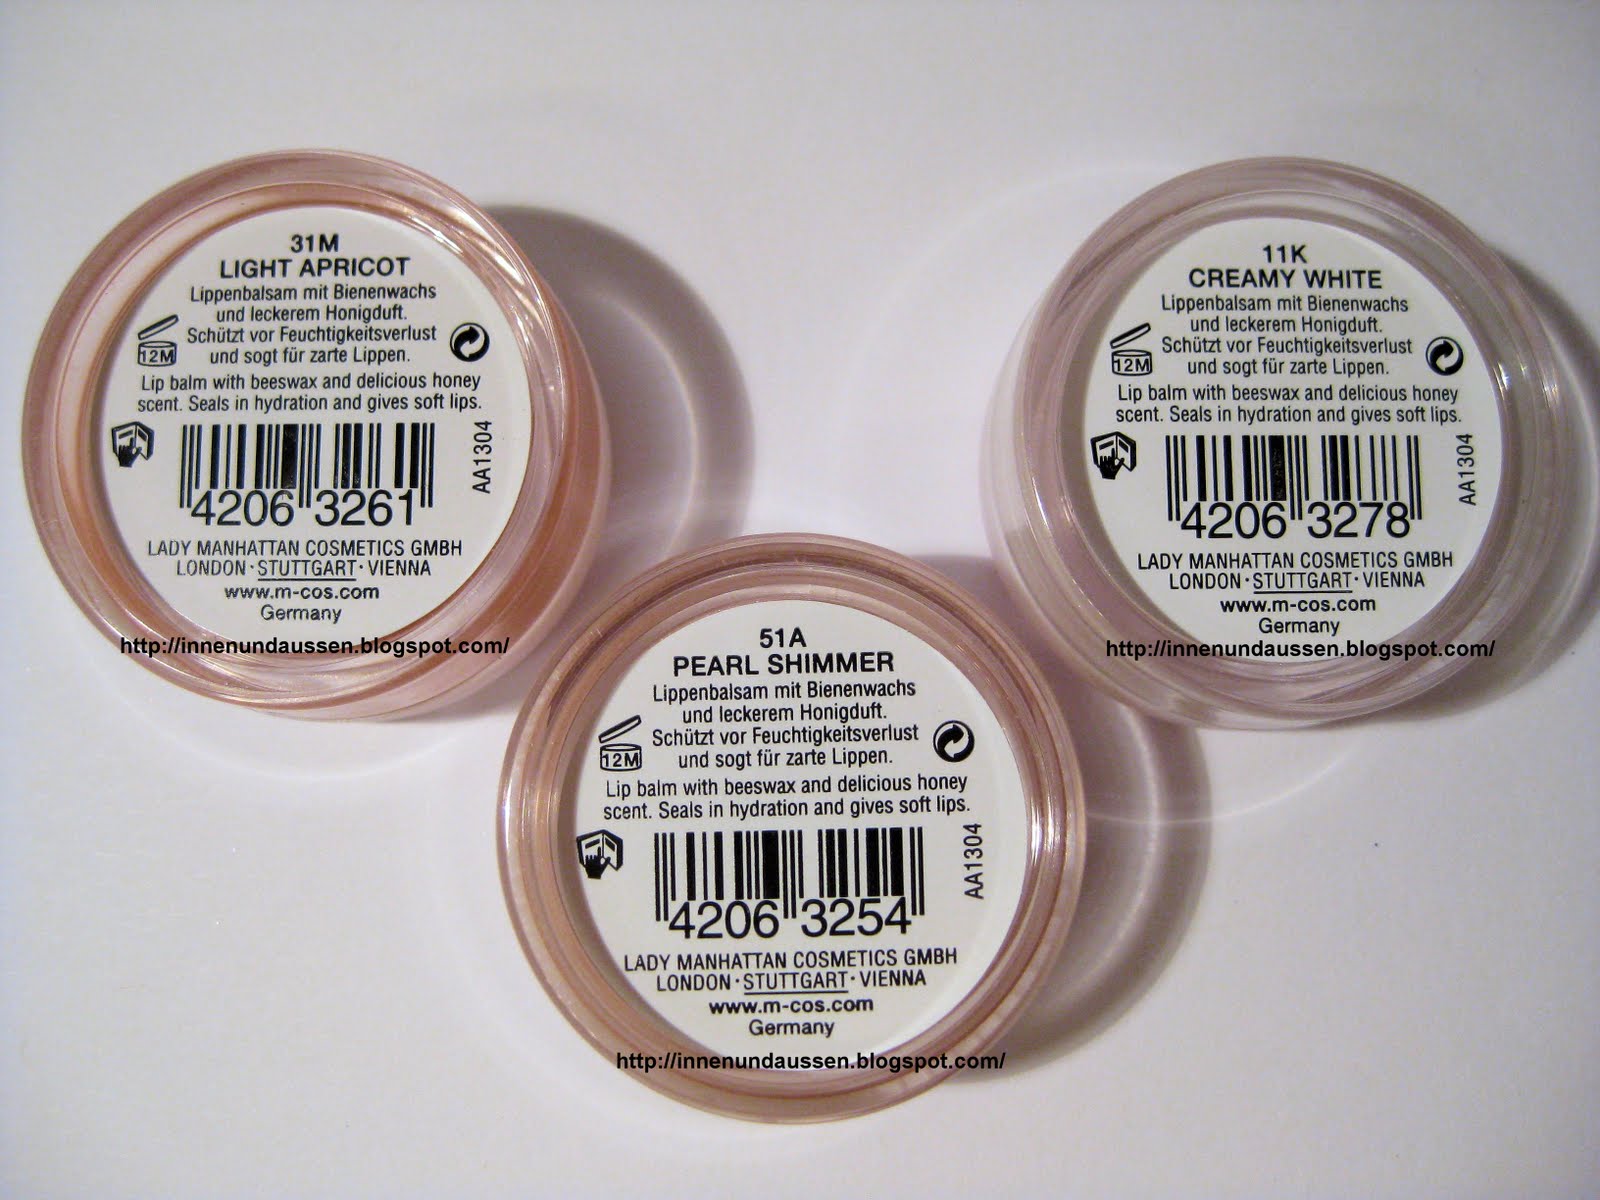 31M
LIGHT APRICOT
Lippenbalsam mit Bienenwachs
und leckerem Honigduft.
Schützt vor Feuchtigkeitsverlust
und sogt für zarte Lippen.
12M
Lip balm with beeswax and delicious honey
scent. Seals in hydration and gives soft lips.
AA1304
4206 3261
LADY MANHATTAN COSMETICS GMBH
LONDON · STUTTGART · VIENNA
www.m-cos.com
Germany
http://innenundaussen.blogspot.com/
11K
CREAMY WHITE
Lippenbalsam mit Bienenwachs
und leckerem Honigduft.
Schützt vor Feuchtigkeitsverlust
und sogt für zarte Lippen.
12M
Lip balm with beeswax and delicious honey
scent. Seals in hydration and gives soft lips.
AA1304
4206 3278
LADY MANHATTAN COSMETICS GMBH
LONDON · STUTTGART · VIENNA
www.m-cos.com
Germany
http://innenundaussen.blogspot.com/
51A
PEARL SHIMMER
Lippenbalsam mit Bienenwachs
und leckerem Honigduft.
Schützt vor Feuchtigkeitsverlust
und sogt für zarte Lippen.
12M
Lip balm with beeswax and delicious honey
scent. Seals in hydration and gives soft lips.
AA1304
4206 3254
LADY MANHATTAN COSMETICS GMBH
LONDON · STUTTGART · VIENNA
www.m-cos.com
Germany
http://innenundaussen.blogspot.com/